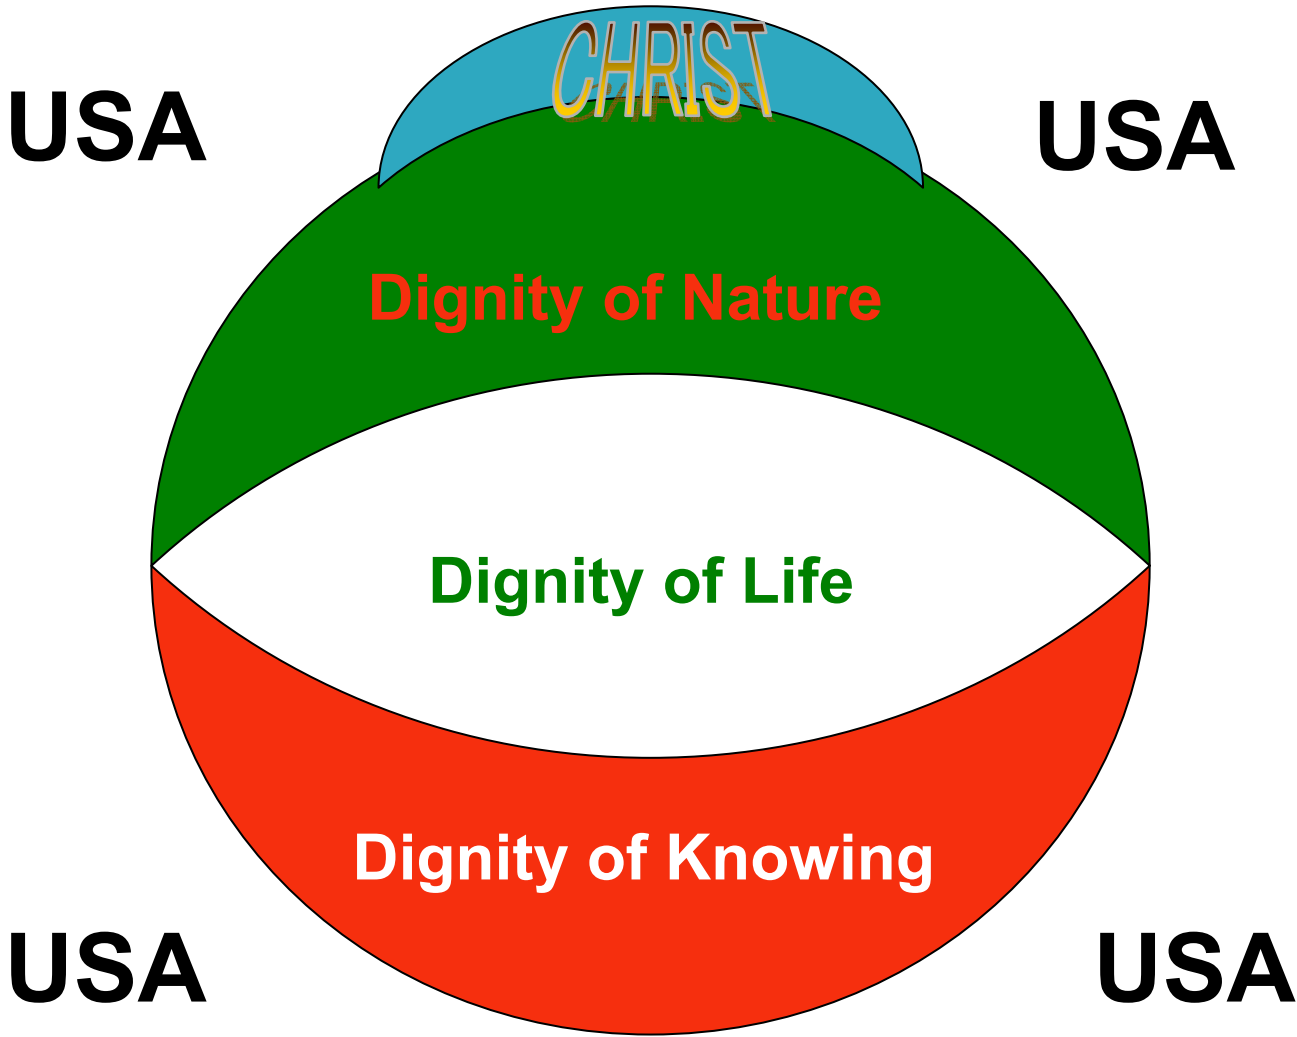 CHRIST
USA
USA
Dignity of Nature
Dignity of Life
Dignity of Knowing
USA
USA